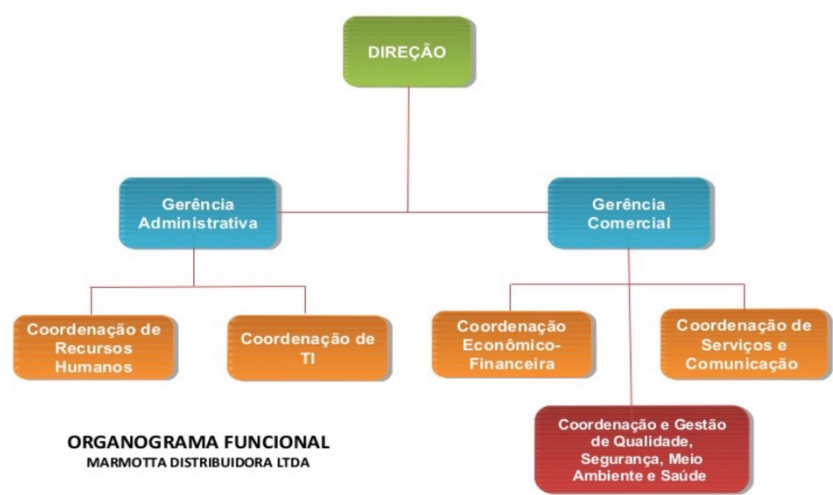 DIREÇÃO
Gerência
Administrativa
Gerência
Comercial
Coordenação de
Recursos
Humanos
Coordenação de
TI
Coordenação
Econômico-
Financeira
Coordenação de
Serviços e
Comunicação
Coordenação e Gestão
de Qualidade,
Segurança, Meio
Ambiente e Saúde
ORGANOGRAMA FUNCIONAL
MARMOTTA DISTRIBUIDORA LTDA